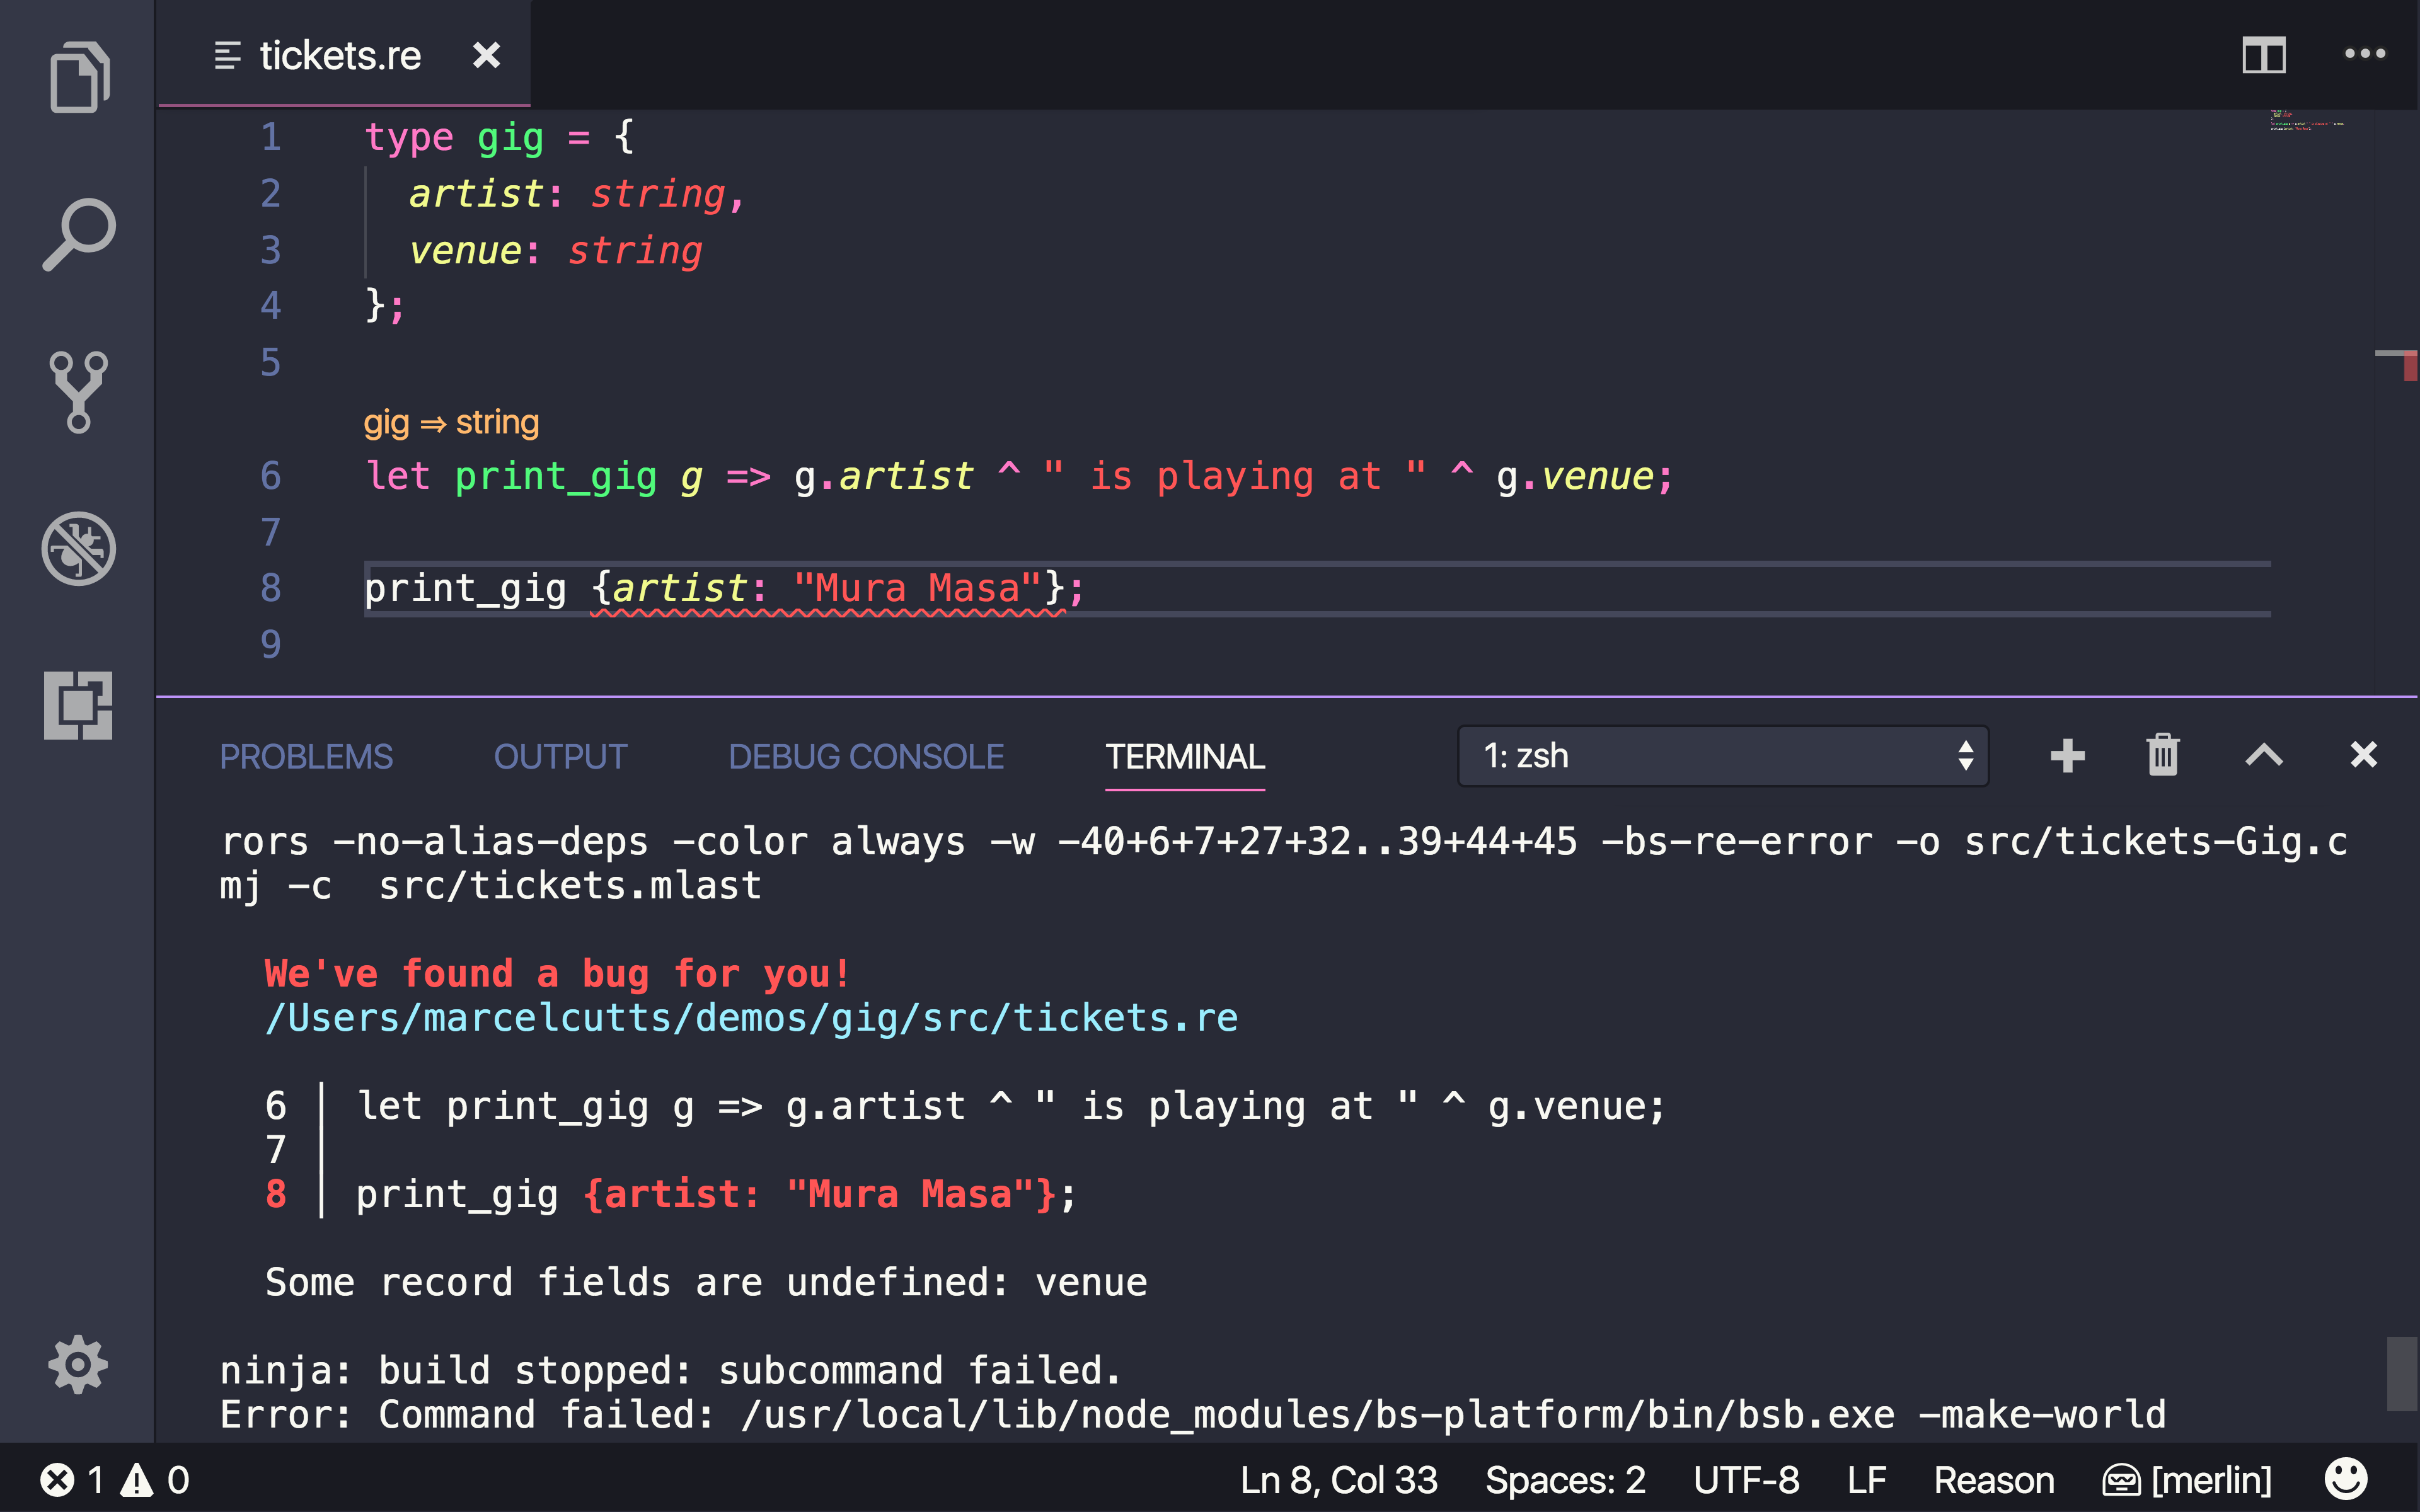 tickets.re
1 type gig = {
2 artist: string,
3 venue: string
4 };
5
gig ⇒ string
6 let print_gig g => g.artist ^ " is playing at " ^ g.venue;
7
8 print_gig {artist: "Mura Masa"};
9
PROBLEMS OUTPUT DEBUG CONSOLE TERMINAL 1: zsh
rors -no-alias-deps -color always -w -40+6+7+27+32..39+44+45 -bs-re-error -o src/tickets-Gig.c
mj -c  src/tickets.mlast
We've found a bug for you!
/Users/marcelcutts/demos/gig/src/tickets.re
6 │ let print_gig g => g.artist ^ " is playing at " ^ g.venue;
7 │
8 │ print_gig {artist: "Mura Masa"};
Some record fields are undefined: venue
ninja: build stopped: subcommand failed.
Error: Command failed: /usr/local/lib/node_modules/bs-platform/bin/bsb.exe -make-world
1 0 Ln 8, Col 33 Spaces: 2 UTF-8 LF Reason [merlin]